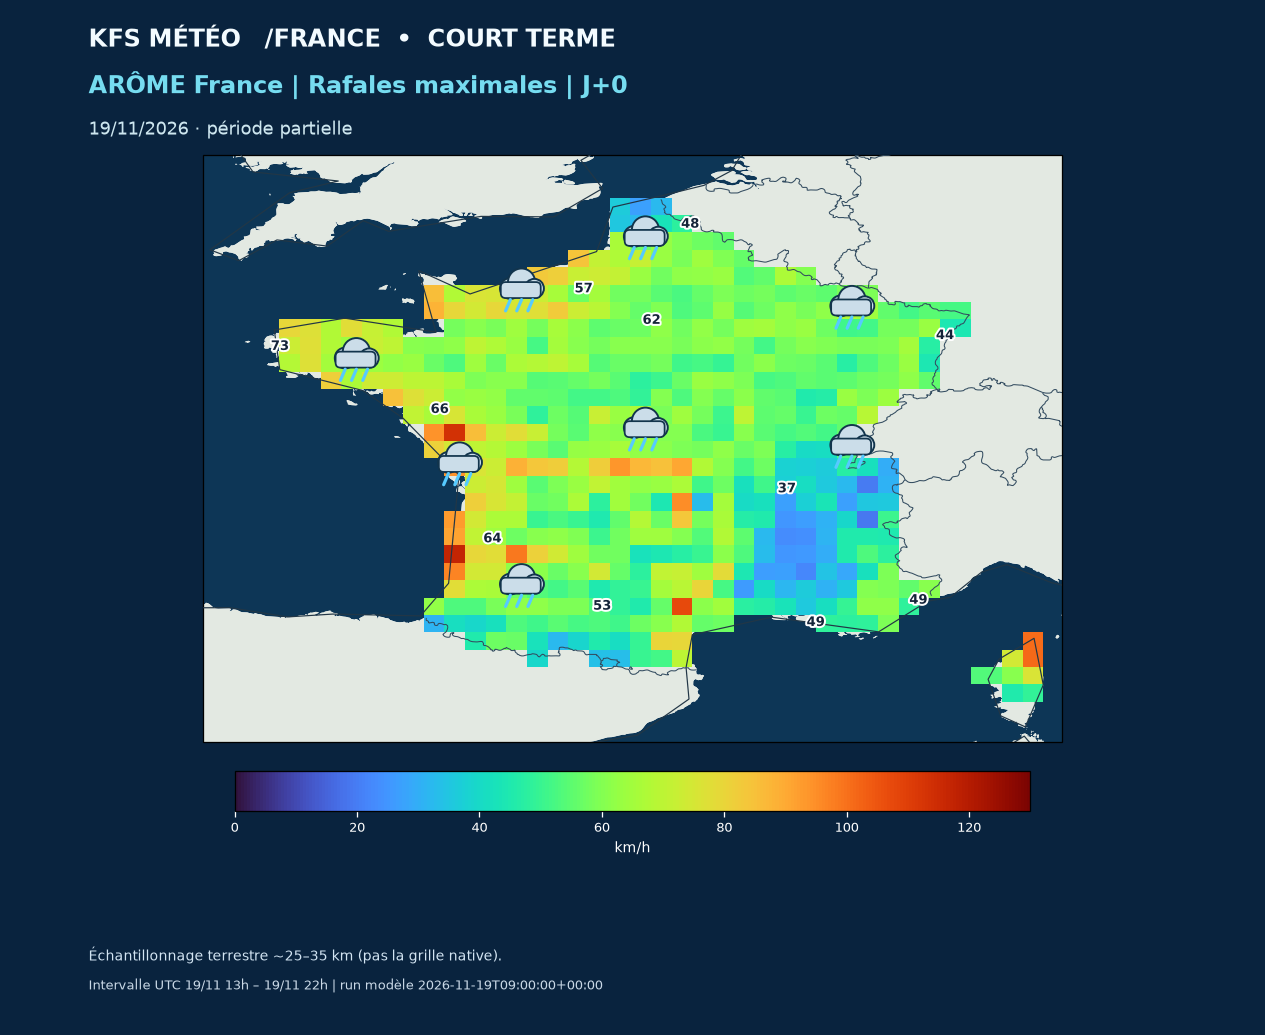 KFS MÉTÉO /FRANCE • COURT TERME
ARÔME France | Rafales maximales | J+0
19/11/2026 · période partielle
48
57
62
44
73
66
37
64
53
49
49
0 20 40 60 80 100 120
km/h
Échantillonnage terrestre ~25–35 km (pas la grille native).
Intervalle UTC 19/11 13h – 19/11 22h | run modèle 2026-11-19T09:00:00+00:00